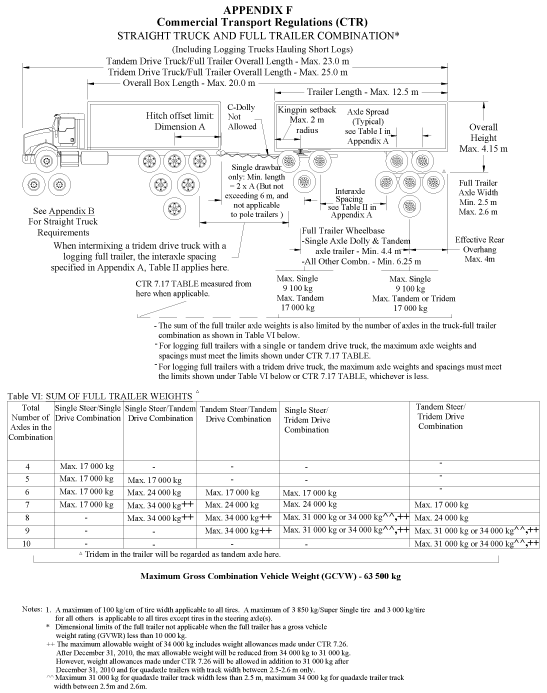 APPENDIX F
Commercial Transport Regulations (CTR)
STRAIGHT TRUCK AND FULL TRAILER COMBINATION*
(Including Logging Trucks Hauling Short Logs)
Tandem Drive Truck/Full Trailer Overall Length - Max. 23.0 m
Tridem Drive Truck/Full Trailer Overall Length - Max. 25.0 m
Overall Box Length - Max. 20.0 m
Trailer Length - Max. 12.5 m
Hitch offset limit:
Dimension A
C-Dolly
Not
Allowed
Kingpin setback
Max. 2 m
radius
Axle Spread
(Typical)
see Table I in
Appendix A
Overall
Height
Max. 4.15 m
Single drawbar
only: Min. length
= 2 x A (But not
exceeding 6 m, and
not applicable
to pole trailers )
Interaxle
Spacing
see Table II in
Appendix A
Full Trailer
Axle Width
Min. 2.5 m
Max. 2.6 m
See Appendix B
For Straight Truck
Requirements
When intermixing a tridem drive truck with a
logging full trailer, the interaxle spacing
specified in Appendix A, Table II applies here.
Full Trailer Wheelbase
-Single Axle Dolly & Tandem
axle trailer - Min. 4.4 m
-All Other Combn. - Min. 6.25 m
Effective Rear
Overhang
Max. 4m
CTR 7.17 TABLE measured from
here when applicable.
Max. Single
9 100 kg
Max. Tandem
17 000 kg
Max. Single
9 100 kg
Max. Tandem or Tridem
17 000 kg
- The sum of the full trailer axle weights is also limited by the number of axles in the truck-full trailer
combination as shown in Table VI below.
- For logging full trailers with a single or tandem drive truck, the maximum axle weights and
spacings must meet the limits shown under CTR 7.17 TABLE.
- For logging full trailers with a tridem drive truck, the maximum axle weights and spacings must meet
the limits shown under Table VI below or CTR 7.17 TABLE, whichever is less.
Table VI: SUM OF FULL TRAILER WEIGHTS △
Total Number of Axles in the Combination | Single Steer/Single Drive Combination | Single Steer/Tandem Drive Combination | Tandem Steer/Tandem Drive Combination | Single Steer/ Tridem Drive Combination | Tandem Steer/ Tridem Drive Combination
4 | Max. 17 000 kg | - | - | - | -
5 | Max. 17 000 kg | Max. 17 000 kg | - | - | -
6 | Max. 17 000 kg | Max. 24 000 kg | Max. 17 000 kg | Max. 17 000 kg | -
7 | Max. 17 000 kg | Max. 34 000 kg++ | Max. 24 000 kg | Max. 24 000 kg | Max. 17 000 kg
8 | - | Max. 34 000 kg++ | Max. 34 000 kg++ | Max. 31 000 kg or 34 000 kg^^,++ | Max. 24 000 kg
9 | - | - | Max. 34 000 kg++ | Max. 31 000 kg or 34 000 kg^^,++ | Max. 31 000 kg or 34 000 kg^^,++
10 | - | - | - | - | Max. 31 000 kg or 34 000 kg^^,++
△ Tridem in the trailer will be regarded as tandem axle here.
Maximum Gross Combination Vehicle Weight (GCVW) - 63 500 kg
Notes: 1. A maximum of 100 kg/cm of tire width applicable to all tires. A maximum of 3 850 kg/Super Single tire and 3 000 kg/tire
for all others is applicable to all tires except tires in the steering axle(s).
* Dimensional limits of the full trailer not applicable when the full trailer has a gross vehicle
weight rating (GVWR) less than 10 000 kg.
++ The maximum allowable weight of 34 000 kg includes weight allowances made under CTR 7.26.
After December 31, 2010, the max allowable weight will be reduced from 34 000 kg to 31 000 kg.
However, weight allowances made under CTR 7.26 will be allowed in addition to 31 000 kg after
December 31, 2010 and for quadaxle trailers with track width between 2.5-2.6 m only.
^^ Maximum 31 000 kg for quadaxle trailer track width less than 2.5 m, maximum 34 000 kg for quadaxle trailer track
width between 2.5m and 2.6m.